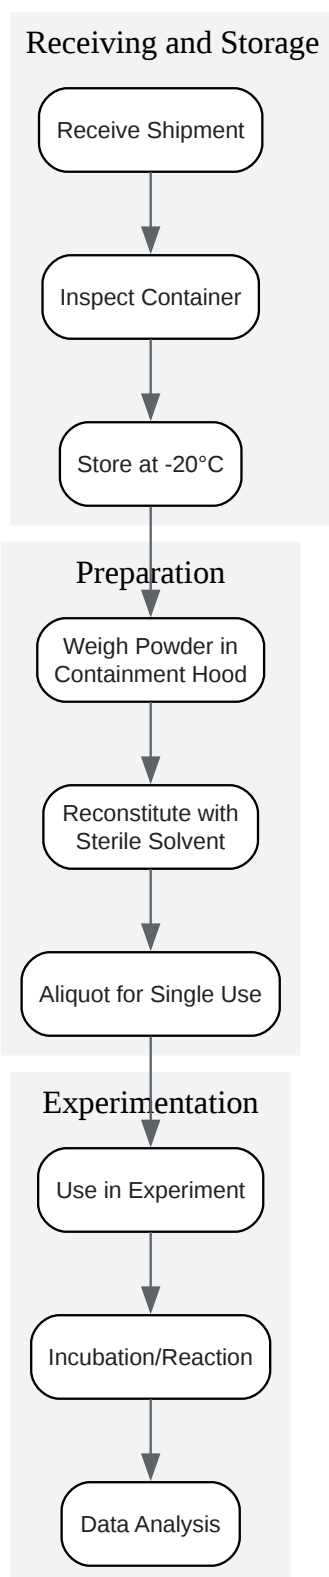 Receiving and Storage
Receive Shipment
Inspect Container
Store at -20°C
Preparation
Weigh Powder in
Containment Hood
Reconstitute with
Sterile Solvent
Aliquot for Single Use
Experimentation
Use in Experiment
Incubation/Reaction
Data Analysis